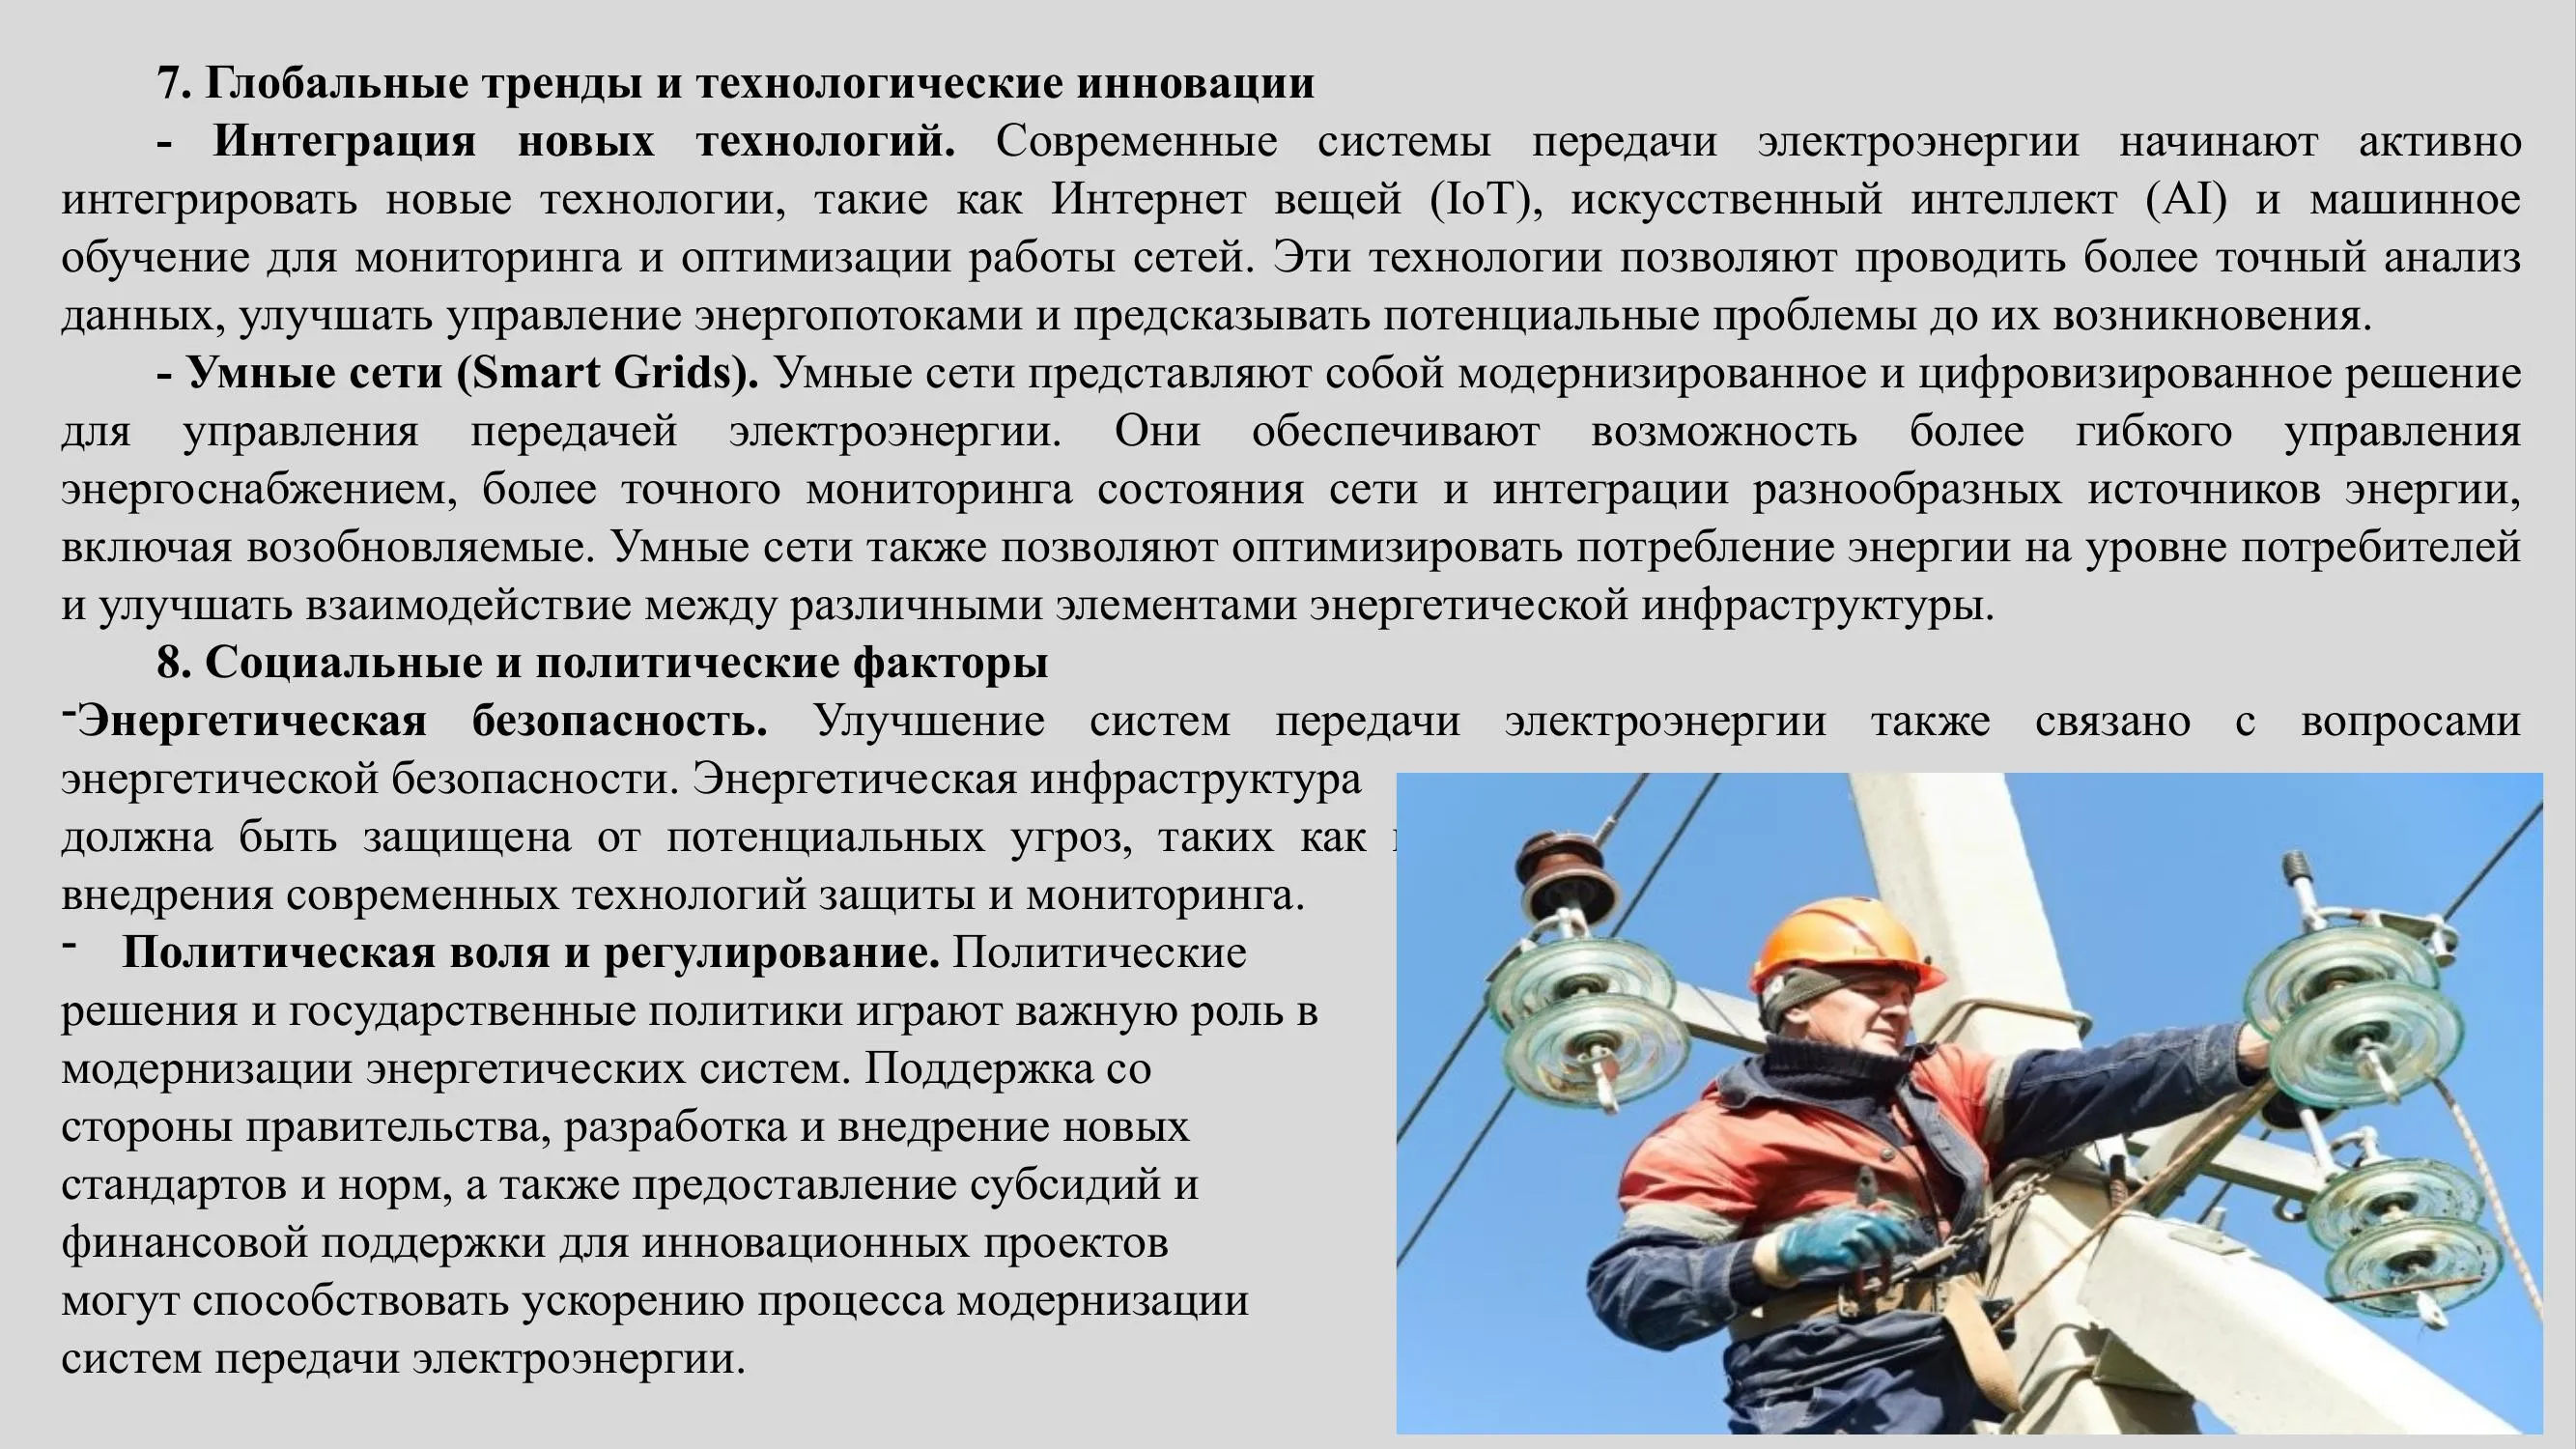 7. Глобальные тренды и технологические инновации
- Интеграция новых технологий. Современные системы передачи электроэнергии начинают активно
интегрировать новые технологии, такие как Интернет вещей (IoT), искусственный интеллект (AI) и машинное
обучение для мониторинга и оптимизации работы сетей. Эти технологии позволяют проводить более точный анализ
данных, улучшать управление энергопотоками и предсказывать потенциальные проблемы до их возникновения.
- Умные сети (Smart Grids). Умные сети представляют собой модернизированное и цифровизированное решение
для управления передачей электроэнергии. Они обеспечивают возможность более гибкого управления
энергоснабжением, более точного мониторинга состояния сети и интеграции разнообразных источников энергии,
включая возобновляемые. Умные сети также позволяют оптимизировать потребление энергии на уровне потребителей
и улучшать взаимодействие между различными элементами энергетической инфраструктуры.
8. Социальные и политические факторы
-Энергетическая безопасность. Улучшение систем передачи электроэнергии также связано с вопросами
энергетической безопасности. Энергетическая инфраструктура
должна быть защищена от потенциальных угроз, таких как
внедрения современных технологий защиты и мониторинга.
- Политическая воля и регулирование. Политические
решения и государственные политики играют важную роль в
модернизации энергетических систем. Поддержка со
стороны правительства, разработка и внедрение новых
стандартов и норм, а также предоставление субсидий и
финансовой поддержки для инновационных проектов
могут способствовать ускорению процесса модернизации
систем передачи электроэнергии.